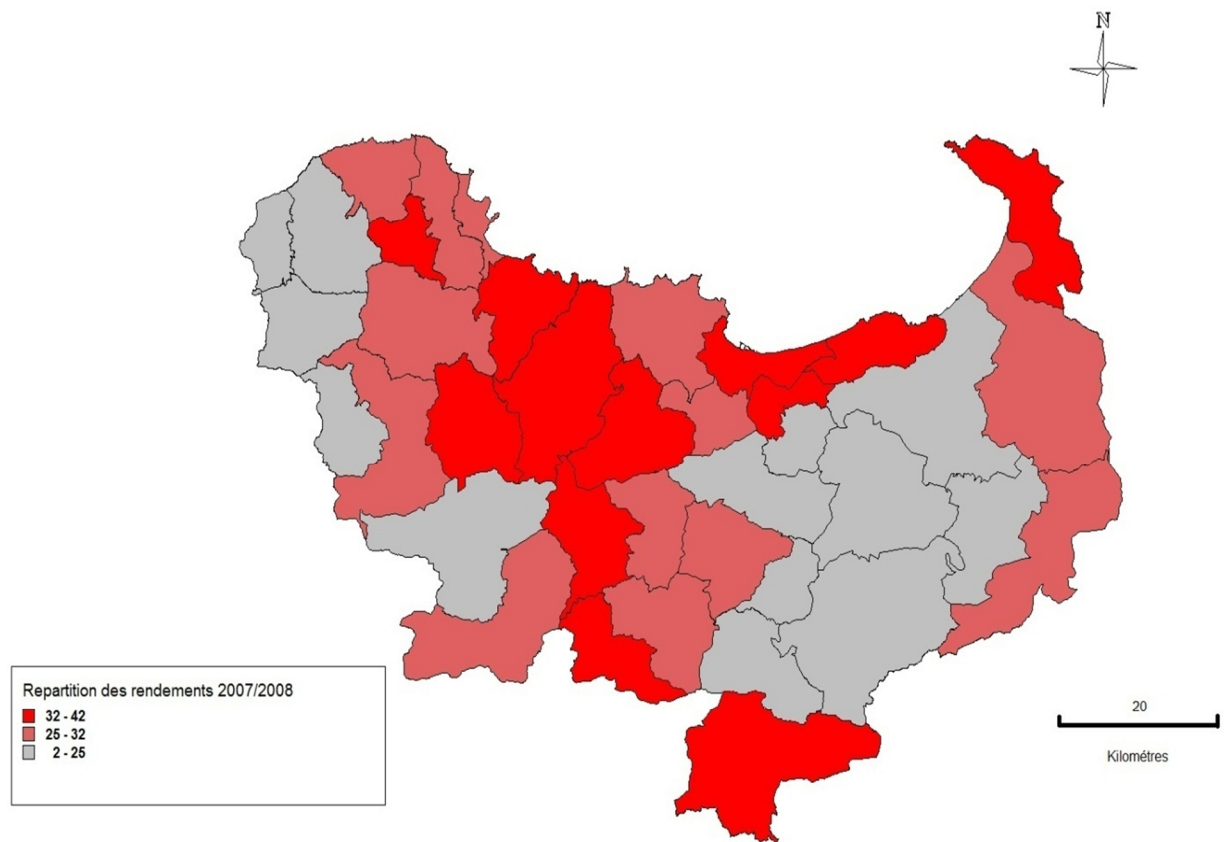 N
Repartition des rendements 2007/2008
32 - 42
25 - 32
2 - 25
20
Kilométres